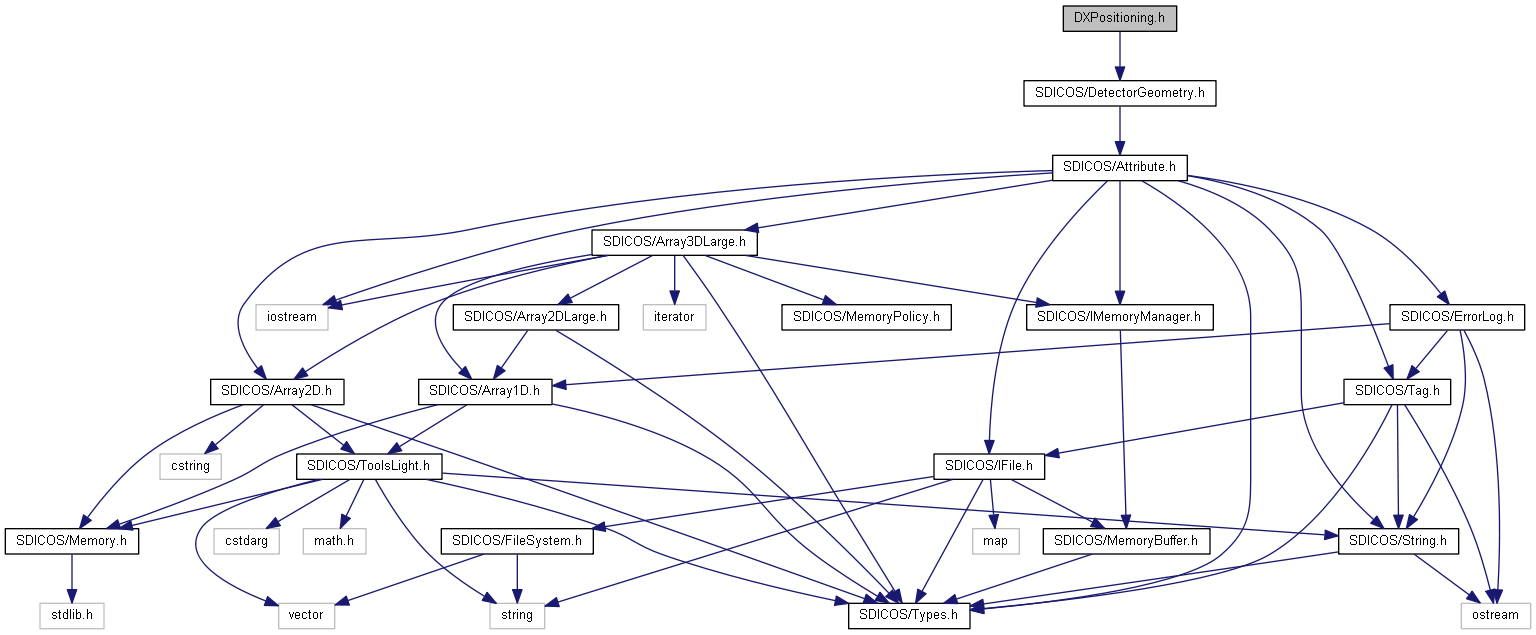 DXPositioning.h
SDICOS/DetectorGeometry.h
SDICOS/Attribute.h
SDICOS/Array3DLarge.h
iostream
SDICOS/Array2DLarge.h
iterator
SDICOS/MemoryPolicy.h
SDICOS/IMemoryManager.h
SDICOS/ErrorLog.h
SDICOS/Array2D.h
SDICOS/Array1D.h
SDICOS/Tag.h
cstring
SDICOS/ToolsLight.h
SDICOS/IFile.h
SDICOS/Memory.h
cstdarg
math.h
SDICOS/FileSystem.h
map
SDICOS/MemoryBuffer.h
SDICOS/String.h
stdlib.h
vector
string
SDICOS/Types.h
ostream